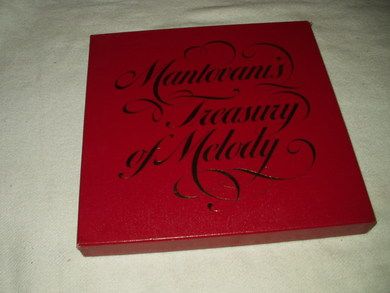 Mantovani's
Treasury
of Melody